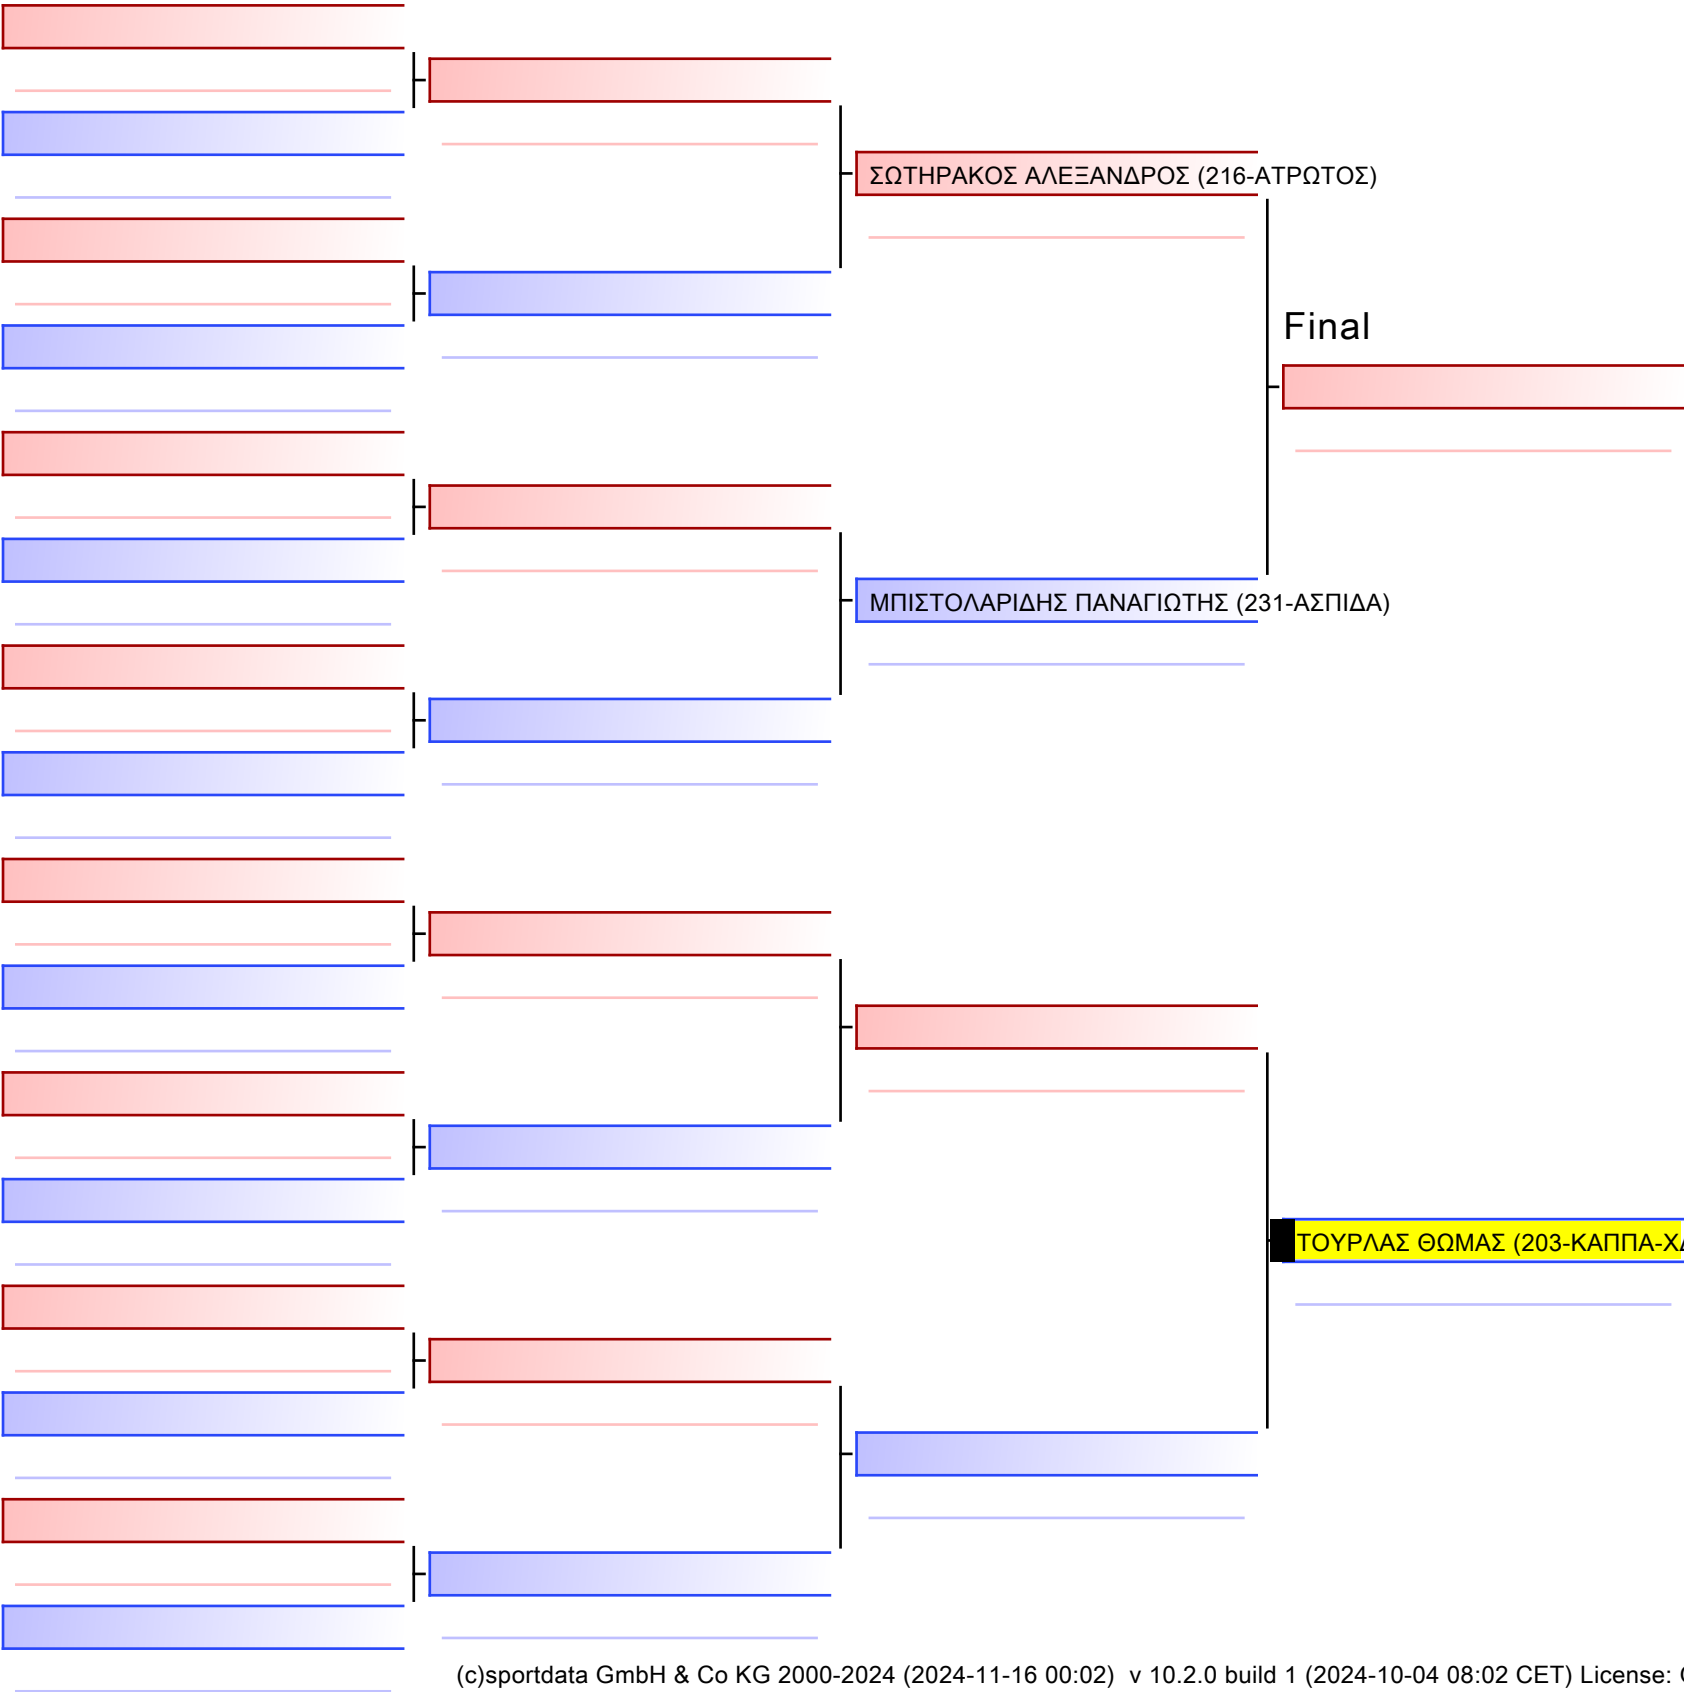 ΣΩΤΗΡΑΚΟΣ ΑΛΕΞΑΝΔΡΟΣ (216-ΑΤΡΩΤΟΣ)
Final
ΜΠΙΣΤΟΛΑΡΙΔΗΣ ΠΑΝΑΓΙΩΤΗΣ (231-ΑΣΠΙΔΑ)
ΤΟΥΡΛΑΣ ΘΩΜΑΣ (203-ΚΑΠΠΑ-
(c)sportdata GmbH & Co KG 2000-2024 (2024-11-16 00:02) v 10.2.0 build 1 (2024-10-04 08:02 CET) License: